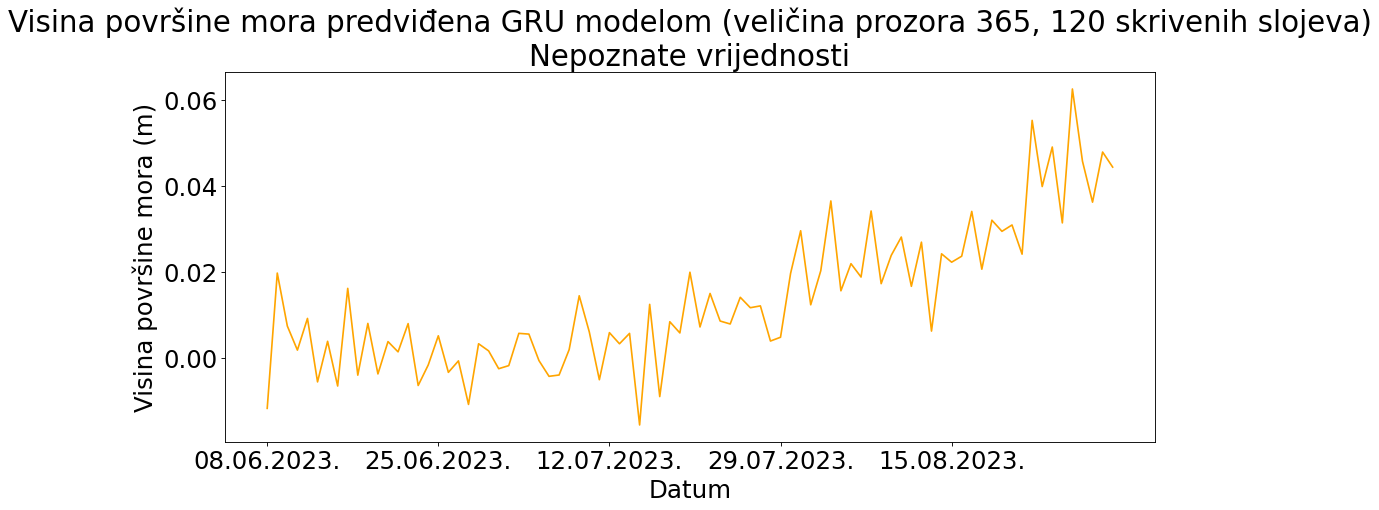 Visina površine mora predviđena GRU modelom (veličina prozora 365, 120 skrivenih slojeva)
Nepoznate vrijednosti
Visina površine mora (m)
0.06
0.04
0.02
0.00
08.06.2023. 25.06.2023. 12.07.2023. 29.07.2023. 15.08.2023.
Datum